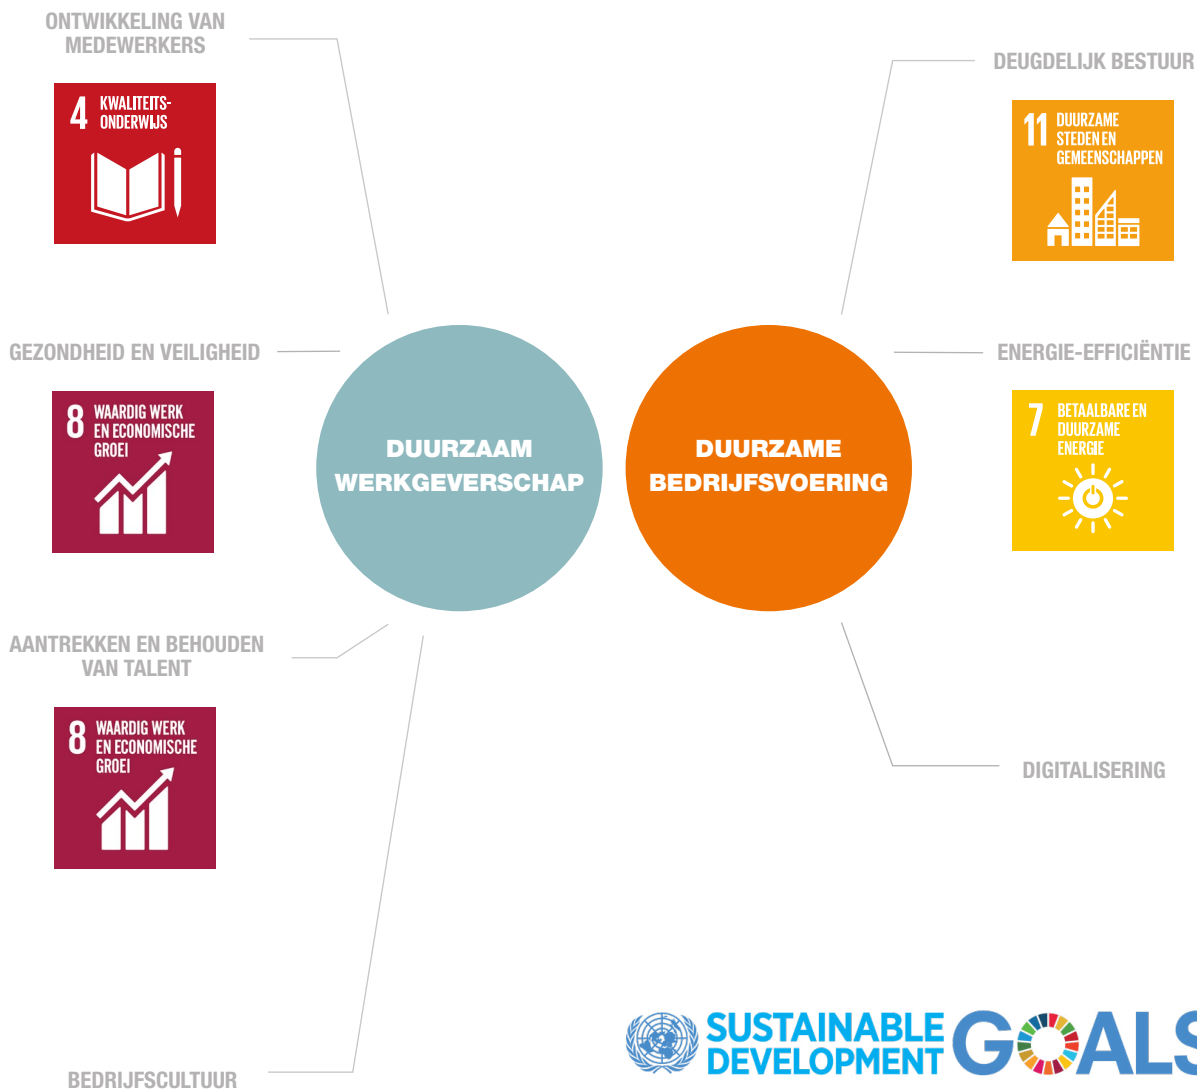 ONTWIKKELING VAN
MEDEWERKERS
4 KWALITEITS-
ONDERWIJS
GEZONDHEID EN VEILIGHEID
8 WAARDIG WERK
EN ECONOMISCHE
GROEI
AANTREKKEN EN BEHOUDEN
VAN TALENT
8 WAARDIG WERK
EN ECONOMISCHE
GROEI
BEDRIJFSCULTUUR
DUURZAAM
WERKGEVERSCHAP
DUURZAME
BEDRIJFSVOERING
DEUGDELIJK BESTUUR
11 DUURZAME
STEDEN EN
GEMEENSCHAPPEN
ENERGIE-EFFICIËNTIE
7 BETAALBARE EN
DUURZAME
ENERGIE
DIGITALISERING
SUSTAINABLE
DEVELOPMENT
GOALS